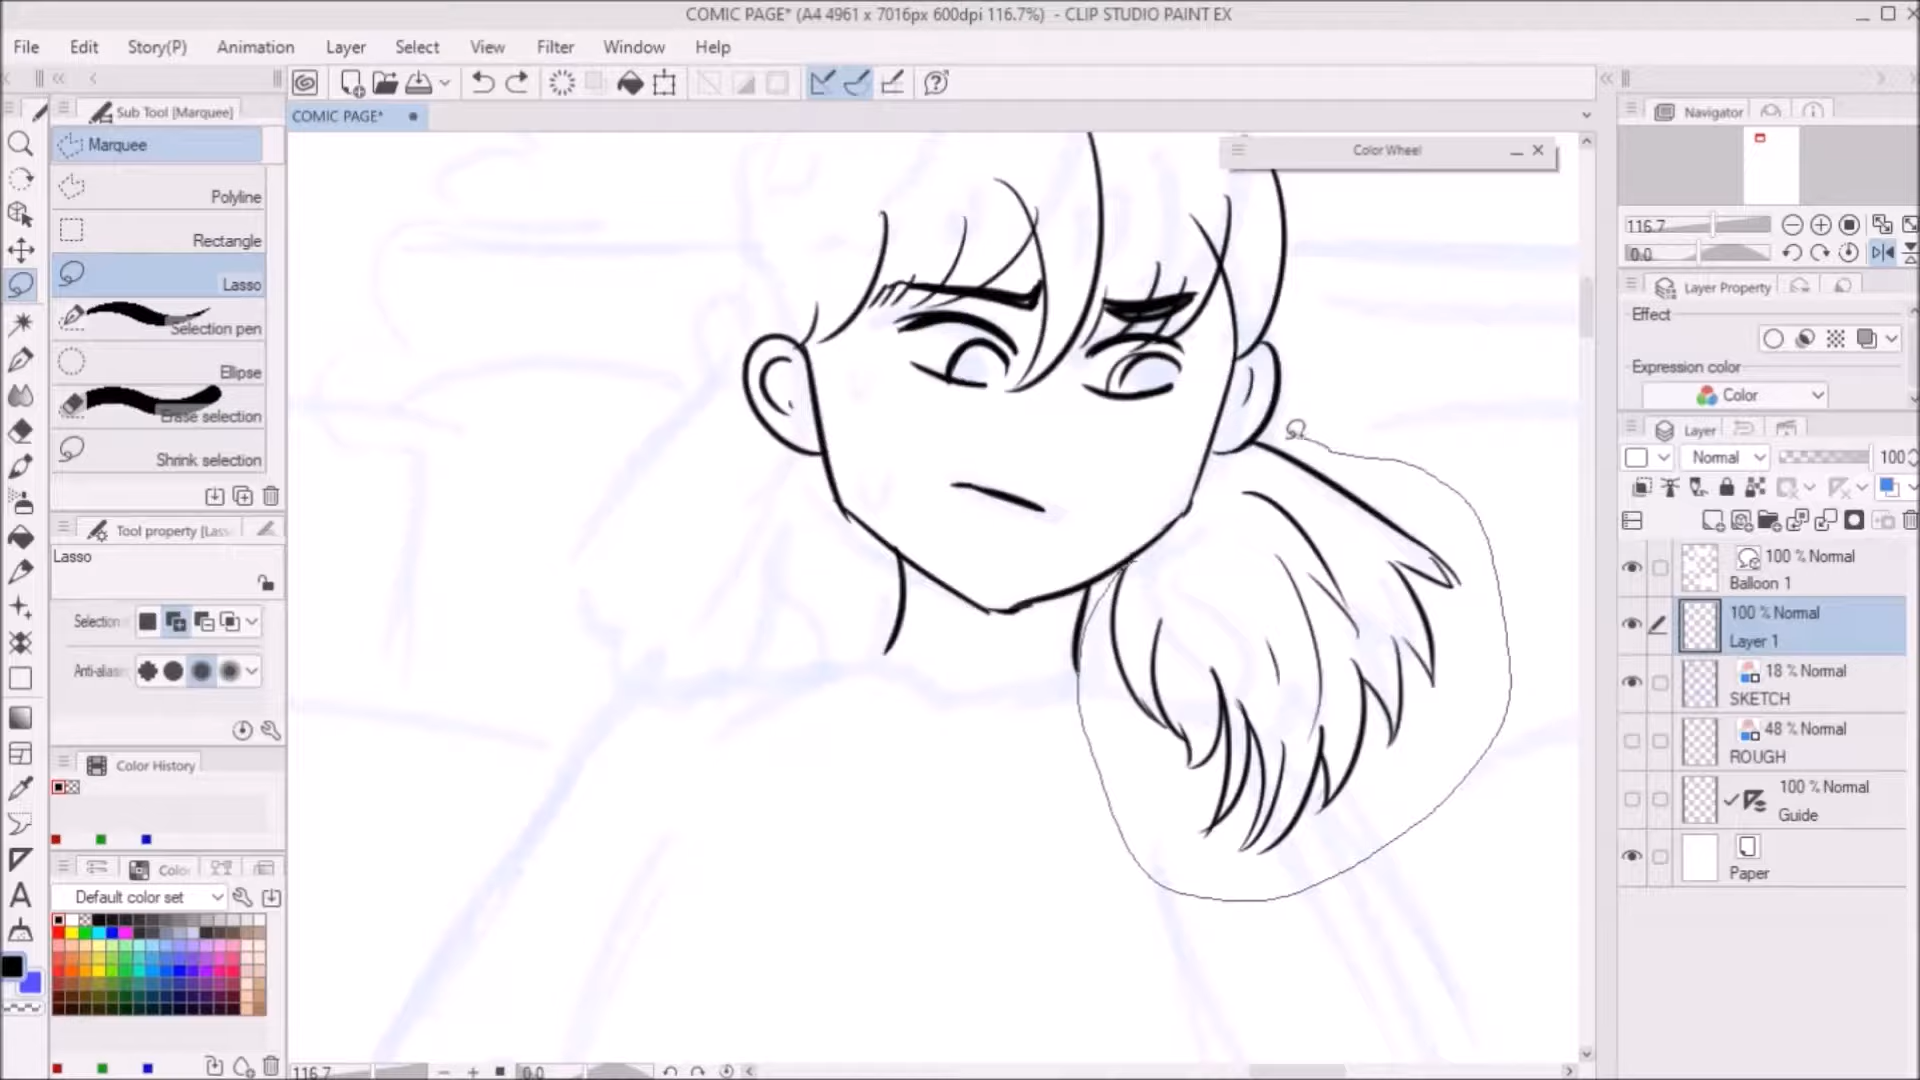 COMIC PAGE* (A4 4961 x 7016px 600dpi 116.7%) - CLIP STUDIO PAINT EX
File Edit Story(P) Animation Layer Select View Filter Window Help
Sub Tool [Marquee]
COMIC PAGE*
Navigator
Marquee
Color Wheel
Polyline
Rectangle
116.7
0.0
Lasso
Layer Property
Effect
Selection pen
Ellipse
Expression color
Color
Erase selection
Layer
Shrink selection
Normal 100
Tool property [Lass
Lasso
100 % Normal
Balloon 1
Selection
100 % Normal
Layer 1
Anti-alias
18 % Normal
SKETCH
48 % Normal
ROUGH
Color History
100 % Normal
Guide
Color
Paper
Default color set
116.7 0.0